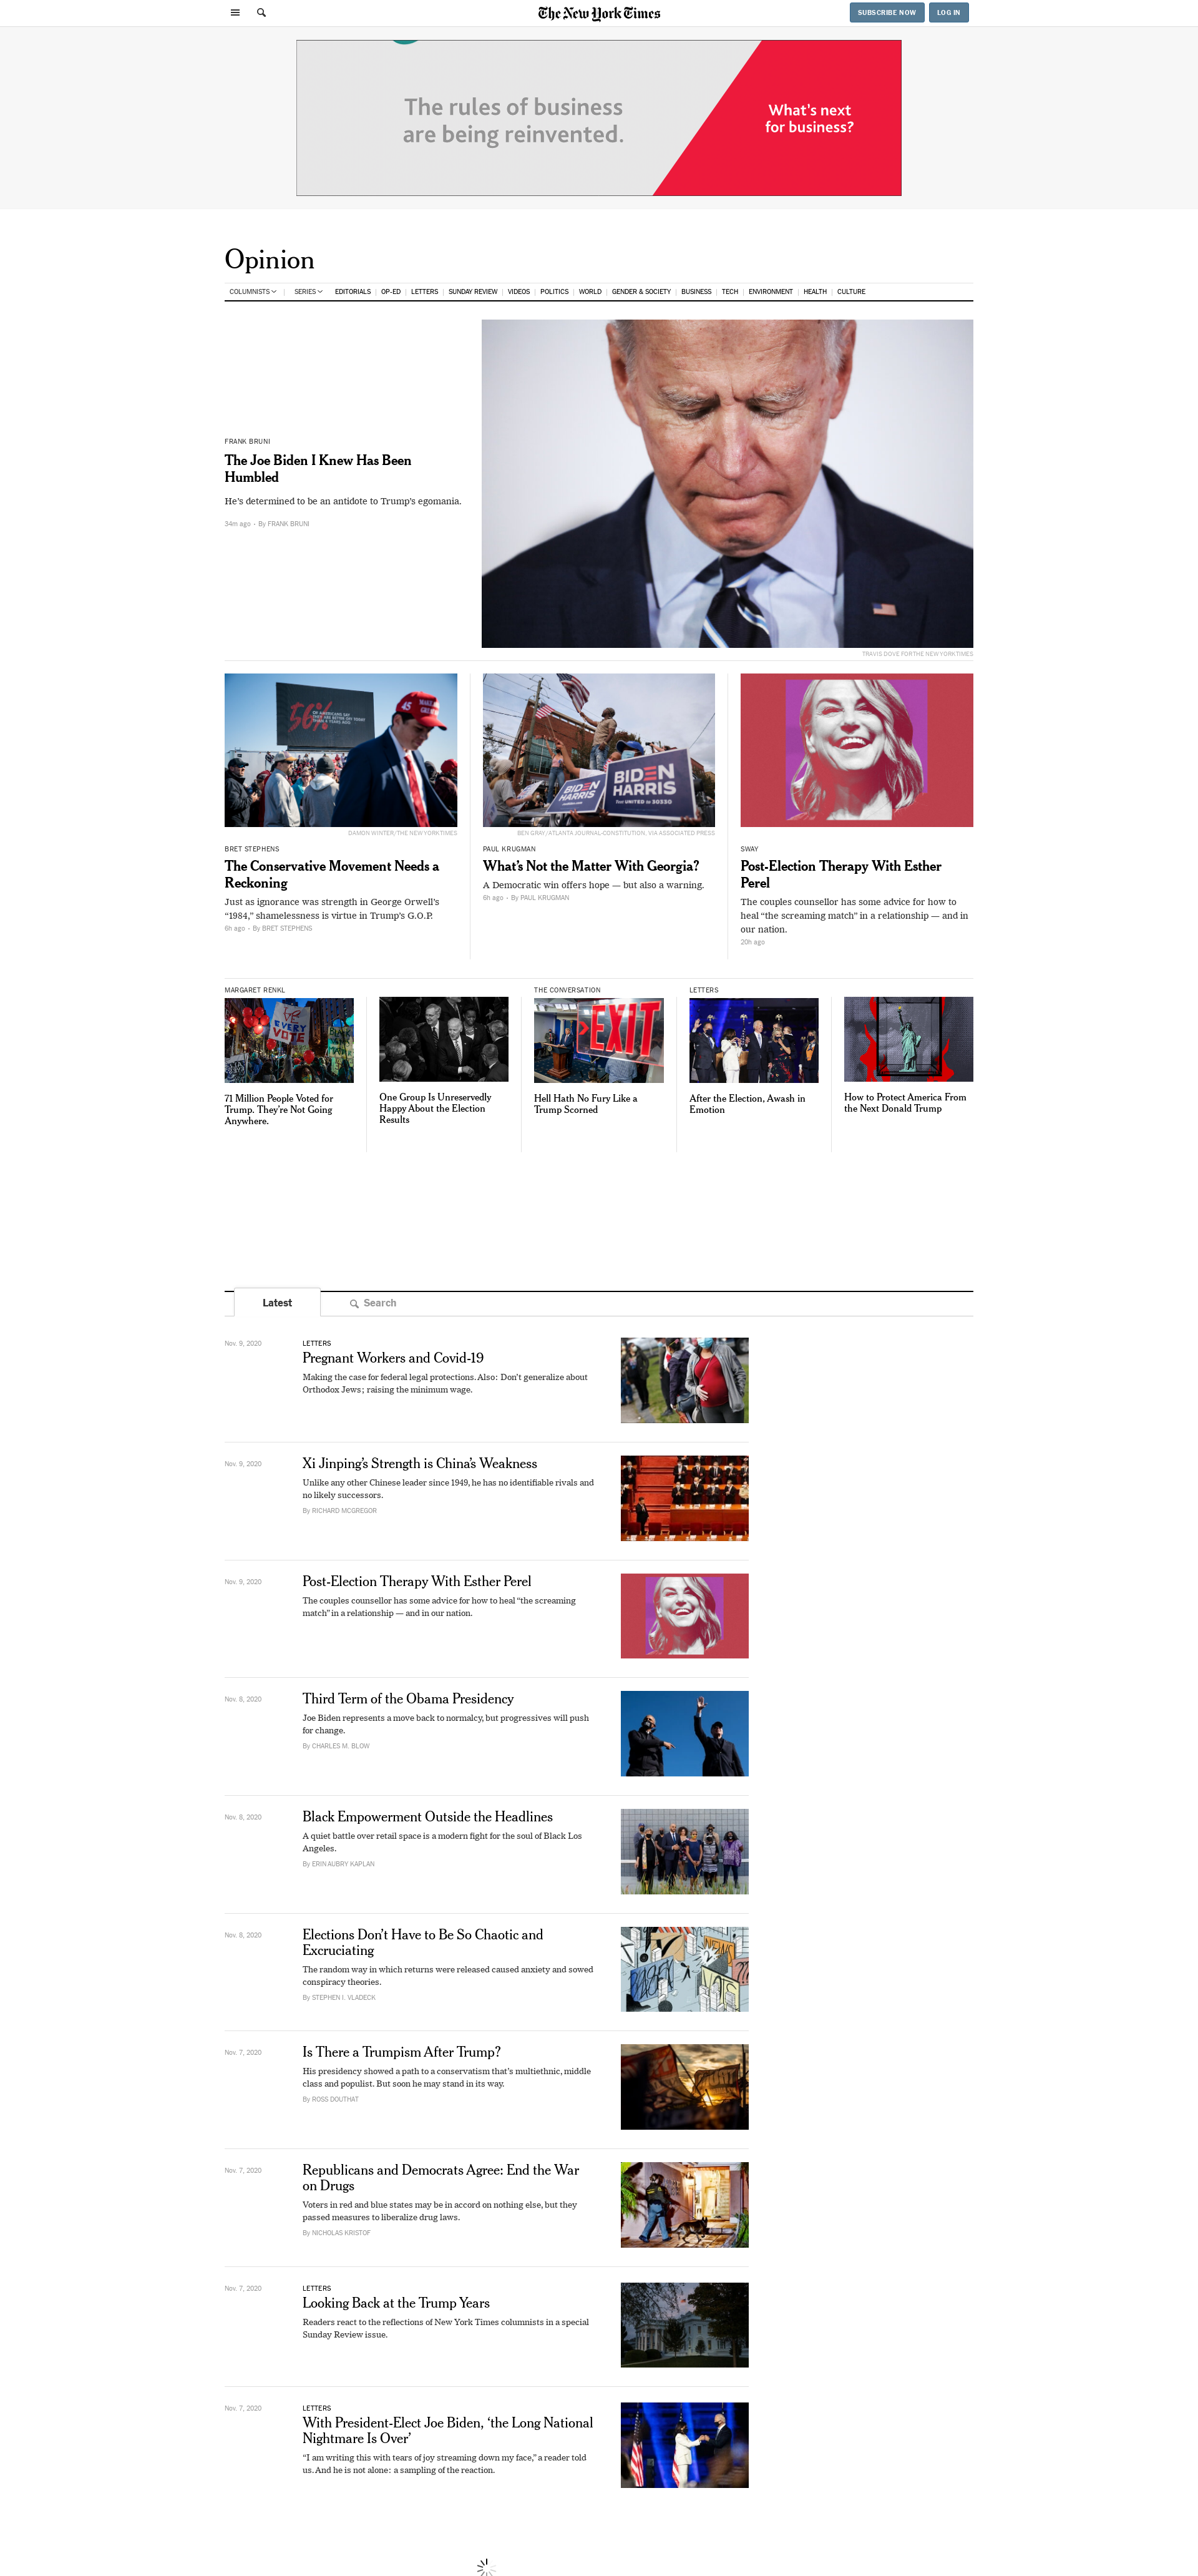 The New York Times
SUBSCRIBE NOW
LOG IN
The rules of business
are being reinvented.
What's next
for business?
Opinion
COLUMNISTS
SERIES
EDITORIALS
OP-ED
LETTERS
SUNDAY REVIEW
VIDEOS
POLITICS
WORLD
GENDER & SOCIETY
BUSINESS
TECH
ENVIRONMENT
HEALTH
CULTURE
FRANK BRUNI
The Joe Biden I Knew Has Been
Humbled
He's determined to be an antidote to Trump's egomania.
34m ago • By FRANK BRUNI
TRAVIS DOVE FOR THE NEW YORK TIMES
56%
45
BIDEN
HARRIS
BIDEN
HARRIS
Text UNITED to 30330
DAMON WINTER/THE NEW YORK TIMES
BRET STEPHENS
The Conservative Movement Needs a
Reckoning
Just as ignorance was strength in George Orwell's
“1984,” shamelessness is virtue in Trump's G.O.P.
6h ago • By BRET STEPHENS
BEN GRAY/ATLANTA JOURNAL-CONSTITUTION, VIA ASSOCIATED PRESS
PAUL KRUGMAN
What's Not the Matter With Georgia?
A Democratic win offers hope — but also a warning.
6h ago • By PAUL KRUGMAN
SWAY
Post-Election Therapy With Esther
Perel
The couples counsellor has some advice for how to
heal “the screaming match” in a relationship — and in
our nation.
20h ago
MARGARET RENKL
EVERY
VOTE
71 Million People Voted for
Trump. They're Not Going
Anywhere.
One Group Is Unreservedly
Happy About the Election
Results
THE CONVERSATION
EXIT
Hell Hath No Fury Like a
Trump Scorned
LETTERS
After the Election, Awash in
Emotion
How to Protect America From
the Next Donald Trump
Latest
Search
Nov. 9, 2020
LETTERS
Pregnant Workers and Covid-19
Making the case for federal legal protections. Also: Don't generalize about
Orthodox Jews; raising the minimum wage.
Nov. 9, 2020
Xi Jinping's Strength is China's Weakness
Unlike any other Chinese leader since 1949, he has no identifiable rivals and
no likely successors.
By RICHARD MCGREGOR
Nov. 9, 2020
Post-Election Therapy With Esther Perel
The couples counsellor has some advice for how to heal “the screaming
match” in a relationship — and in our nation.
Nov. 8, 2020
Third Term of the Obama Presidency
Joe Biden represents a move back to normalcy, but progressives will push
for change.
By CHARLES M. BLOW
Nov. 8, 2020
Black Empowerment Outside the Headlines
A quiet battle over retail space is a modern fight for the soul of Black Los
Angeles.
By ERIN AUBRY KAPLAN
Nov. 8, 2020
Elections Don't Have to Be So Chaotic and
Excruciating
The random way in which returns were released caused anxiety and sowed
conspiracy theories.
By STEPHEN I. VLADECK
Nov. 7, 2020
Is There a Trumpism After Trump?
His presidency showed a path to a conservatism that's multiethnic, middle
class and populist. But soon he may stand in its way.
By ROSS DOUTHAT
Nov. 7, 2020
Republicans and Democrats Agree: End the War
on Drugs
Voters in red and blue states may be in accord on nothing else, but they
passed measures to liberalize drug laws.
By NICHOLAS KRISTOF
Nov. 7, 2020
LETTERS
Looking Back at the Trump Years
Readers react to the reflections of New York Times columnists in a special
Sunday Review issue.
Nov. 7, 2020
LETTERS
With President-Elect Joe Biden, ‘the Long National
Nightmare Is Over’
“I am writing this with tears of joy streaming down my face,” a reader told
us. And he is not alone: a sampling of the reaction.